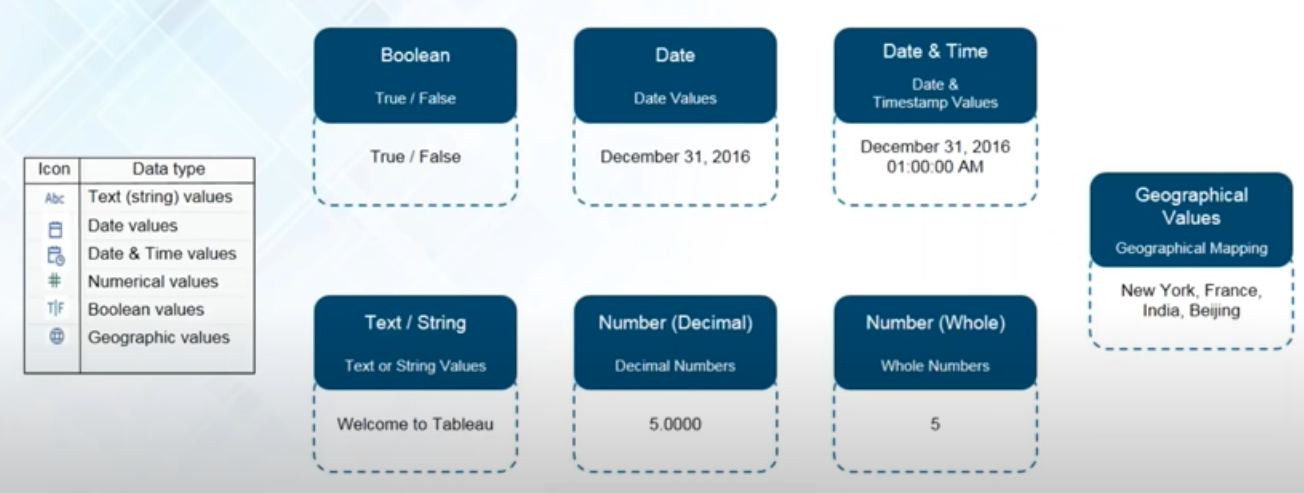 Boolean
True / False
True / False
Date
Date Values
December 31, 2016
Date & Time
Date &
Timestamp Values
December 31, 2016
01:00:00 AM
Icon Data type
Abc Text (string) values
Date values
Date & Time values
# Numerical values
T|F Boolean values
Geographic values
Geographical
Values
Geographical Mapping
New York, France,
India, Beijing
Text / String
Text or String Values
Welcome to Tableau
Number (Decimal)
Decimal Numbers
5.0000
Number (Whole)
Whole Numbers
5